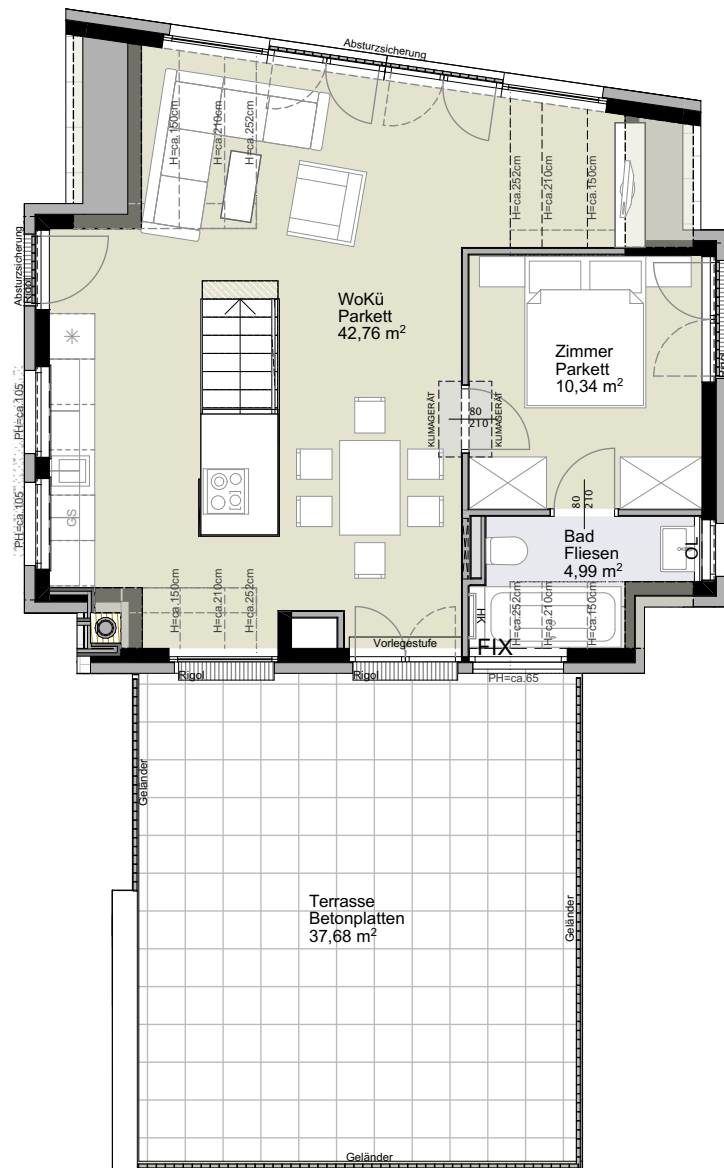 Absturzsicherung
H=ca.150cm
H=ca.210cm
H=ca.252cm
H=ca.252cm
H=ca.210cm
H=ca.150cm
Absturzsicherung
Rigol
WoKü
Parkett
42,76 m²
Zimmer
Parkett
10,34 m²
PH=ca.105
KLIMAGERÄT
80
210
KLIMAGERÄT
PH=ca.105
GS
80
210
Bad
Fliesen
4,99 m²
OL
H=ca.150cm
H=ca.210cm
H=ca.252cm
HK
H=ca.252cm
H=ca.210cm
H=ca.150cm
Vorlegestufe
FIX
Rigol
Rigol
PH=ca.65
Geländer
Terrasse
Betonplatten
37,68 m²
Geländer
Geländer